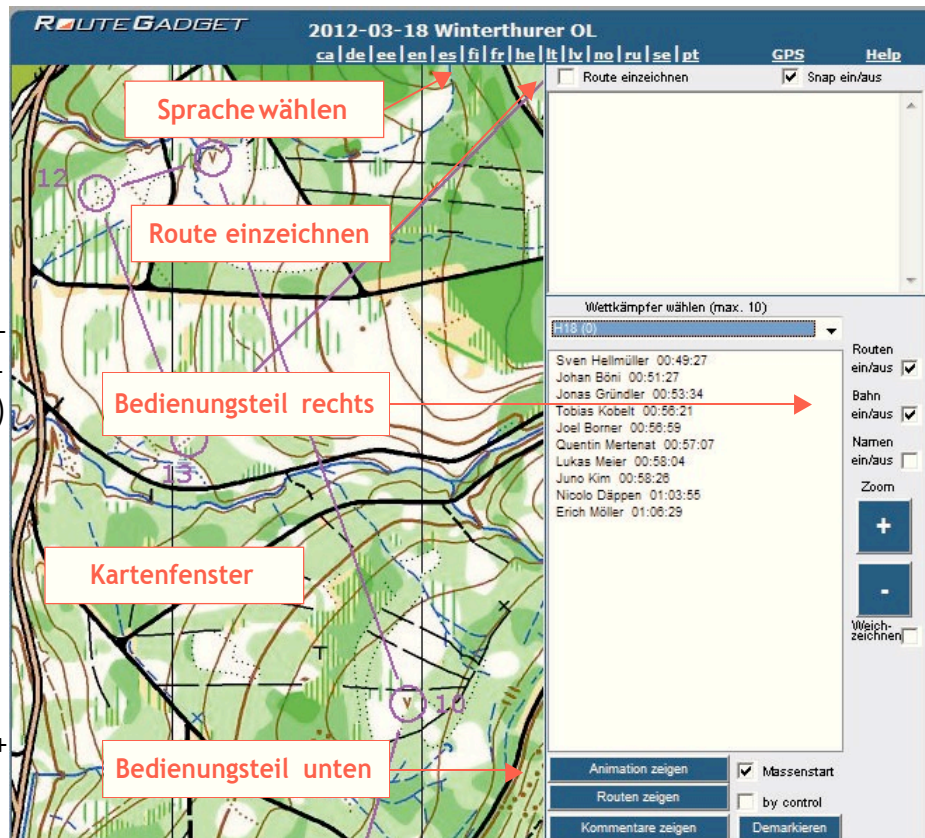 ROUTEGADGET
2012-03-18 Winterthurer OL
ca|de|ee|en|es|fi|fr|he|lt|lv|no|ru|se|pt GPS Help
Route einzeichnen Snap ein/aus
Sprache wählen
12
Route einzeichnen
Wettkämpfer wählen (max. 10)
H18 (0)
Sven Hellmüller 00:49:27
Johan Böni 00:51:27
Jonas Gründler 00:53:34
Tobias Kobelt 00:56:21
Joel Borner 00:56:59
Quentin Mertenat 00:57:07
Lukas Meier 00:58:04
Juno Kim 00:58:26
Nicolo Däppen 01:03:55
Erich Möller 01:06:29
Routen
ein/aus
Bahn
ein/aus
Namen
ein/aus
Zoom
+
-
Weich-
zeichnen
Bedienungsteil rechts
13
Kartenfenster
10
Bedienungsteil unten
Animation zeigen Massenstart
Routen zeigen by control
Kommentare zeigen Demarkieren